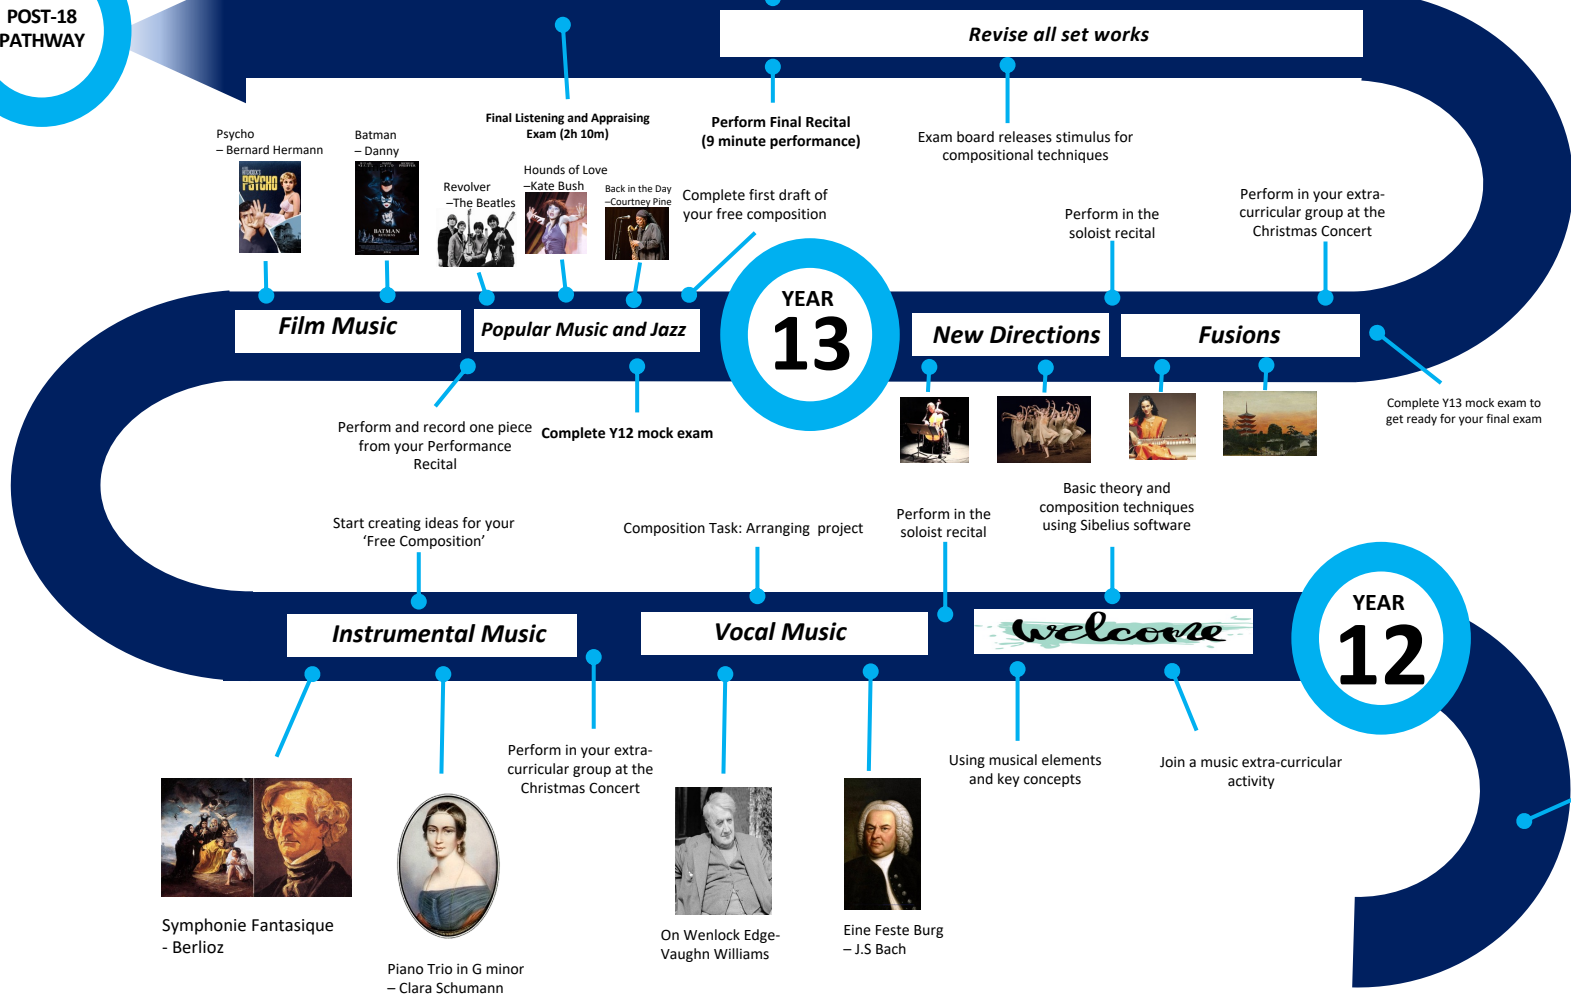 POST-18
PATHWAY
Revise all set works
Final Listening and Appraising
Exam (2h 10m)
Perform Final Recital
(9 minute performance)
Exam board releases stimulus for
compositional techniques
Psycho
– Bernard Hermann
Batman
– Danny
Revolver
–The Beatles
Hounds of Love
–Kate Bush
Back in the Day
–Courtney Pine
Complete first draft of
your free composition
Perform in the
soloist recital
Perform in your extra-
curricular group at the
Christmas Concert
PSYCHO
BATMAN
Film Music
Popular Music and Jazz
YEAR
13
New Directions
Fusions
Perform and record one piece
from your Performance
Recital
Complete Y12 mock exam
Complete Y13 mock exam to
get ready for your final exam
Start creating ideas for your
‘Free Composition’
Composition Task: Arranging  project
Perform in the
soloist recital
Basic theory and
composition techniques
using Sibelius software
Instrumental Music
Vocal Music
welcome
YEAR
12
Perform in your extra-
curricular group at the
Christmas Concert
Using musical elements
and key concepts
Join a music extra-curricular
activity
Symphonie Fantasique
- Berlioz
Piano Trio in G minor
– Clara Schumann
On Wenlock Edge-
Vaughn Williams
Eine Feste Burg
– J.S Bach